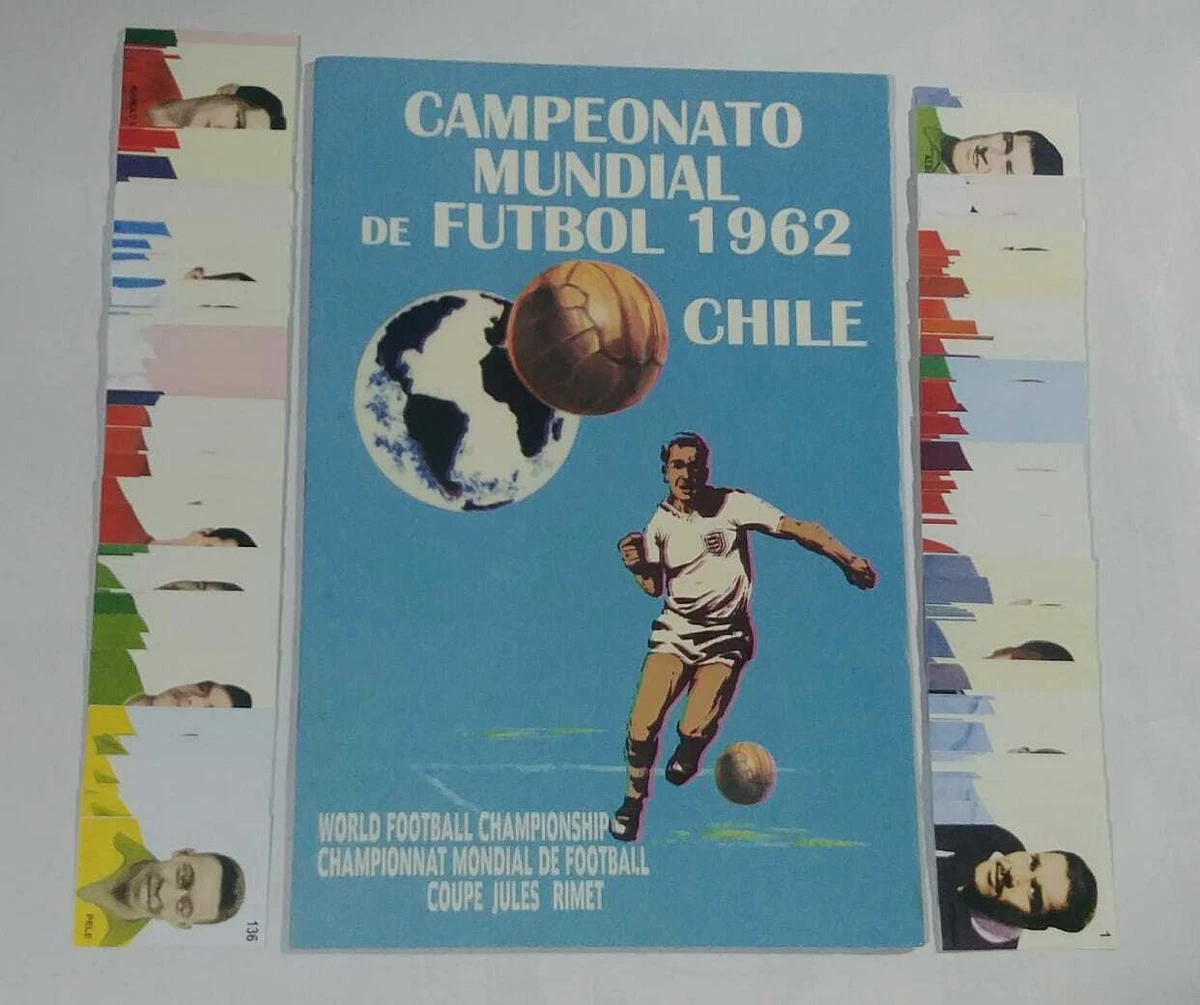 CAMPEONATO
MUNDIAL
DE FUTBOL 1962
CHILE
WORLD FOOTBALL CHAMPIONSHIP
CHAMPIONNAT MONDIAL DE FOOTBALL
COUPE JULES RIMET
PELE
136
1